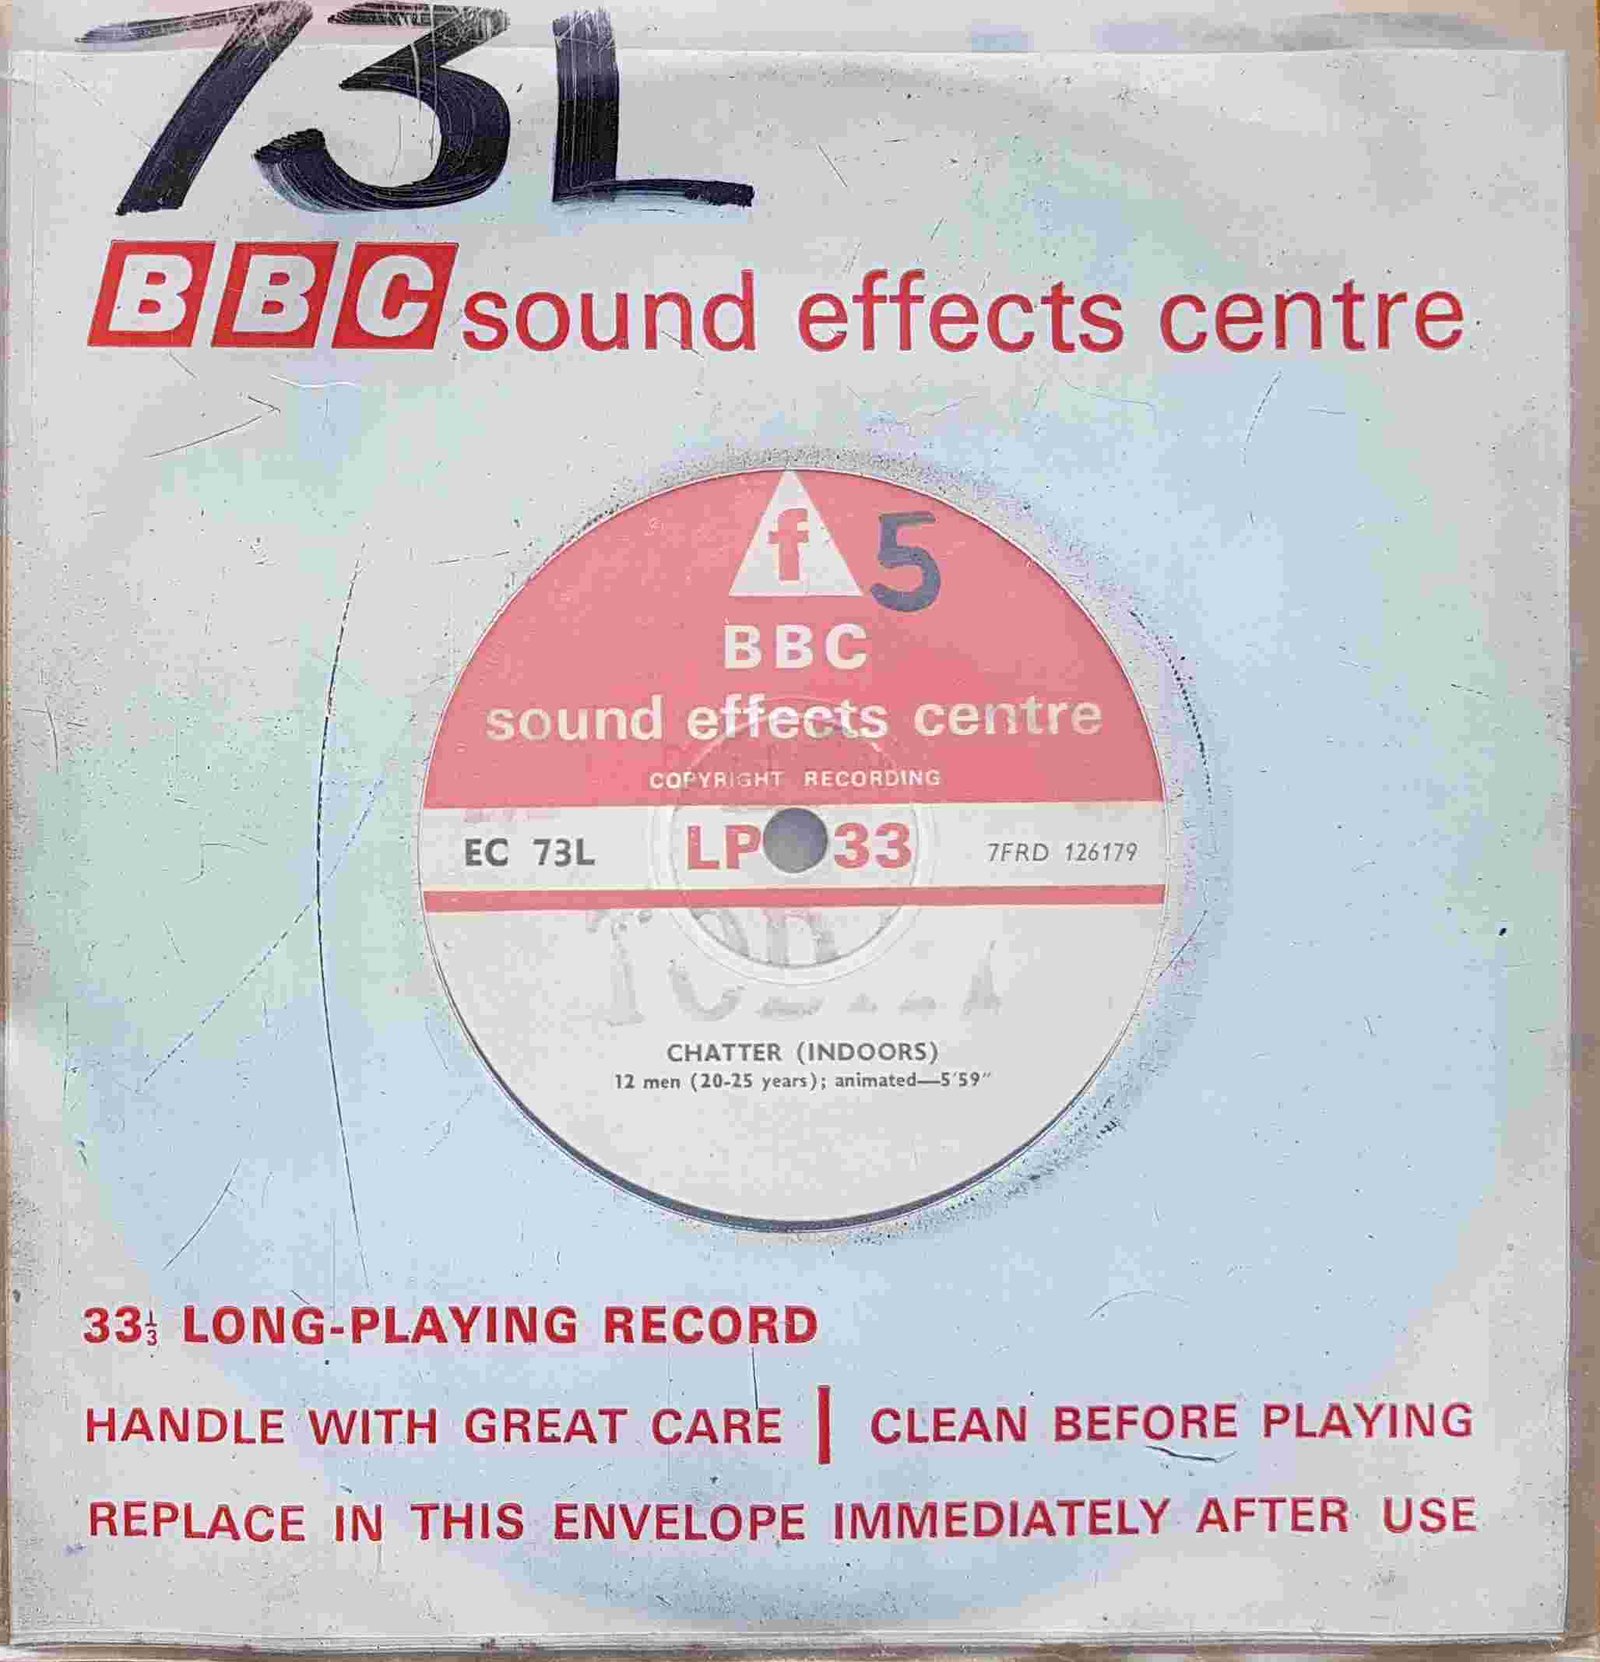 73L
BBC sound effects centre
f 5
BBC
sound effects centre
COPYRIGHT RECORDING
EC 73L LP 33 7FRD 126179
CHATTER (INDOORS)
12 men (20-25 years); animated—5'59"
33⅓ LONG-PLAYING RECORD
HANDLE WITH GREAT CARE | CLEAN BEFORE PLAYING
REPLACE IN THIS ENVELOPE IMMEDIATELY AFTER USE